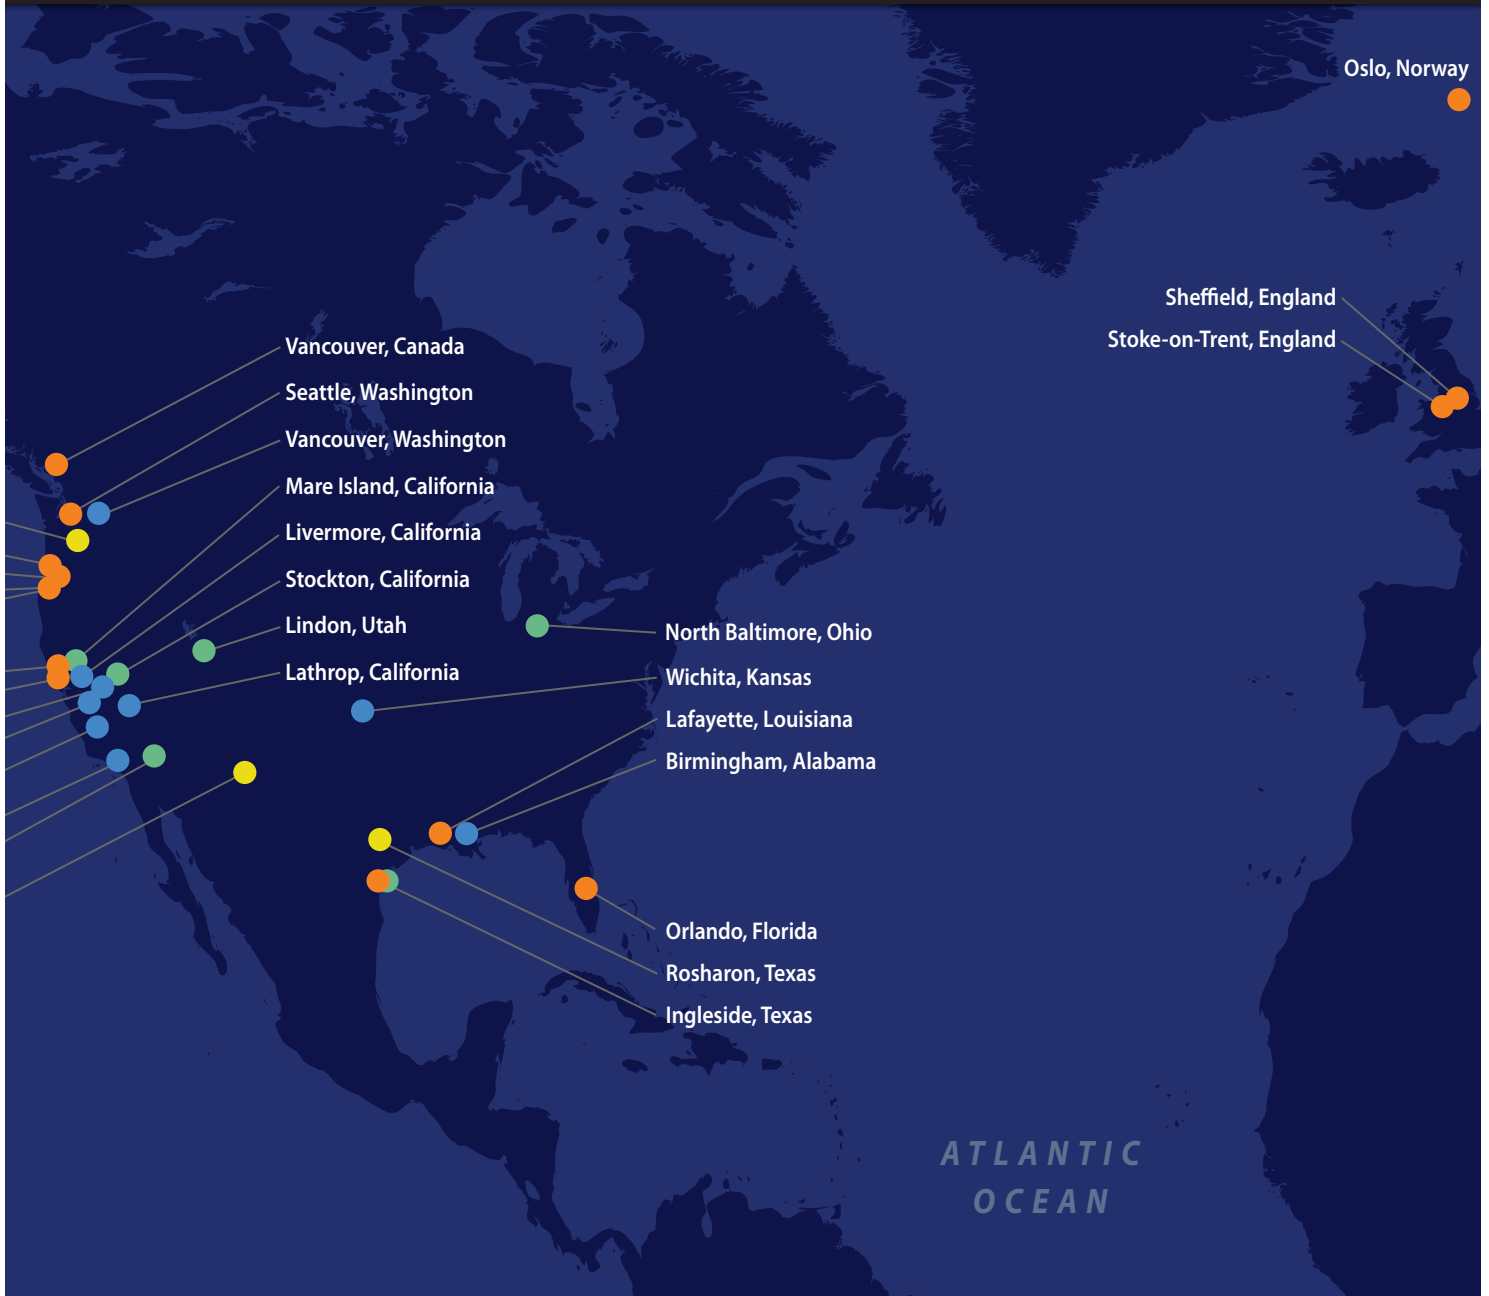 Oslo, Norway
Sheffield, England
Stoke-on-Trent, England
Vancouver, Canada
Seattle, Washington
Vancouver, Washington
Mare Island, California
Livermore, California
Stockton, California
Lindon, Utah
Lathrop, California
North Baltimore, Ohio
Wichita, Kansas
Lafayette, Louisiana
Birmingham, Alabama
Orlando, Florida
Rosharon, Texas
Ingleside, Texas
ATLANTIC
OCEAN